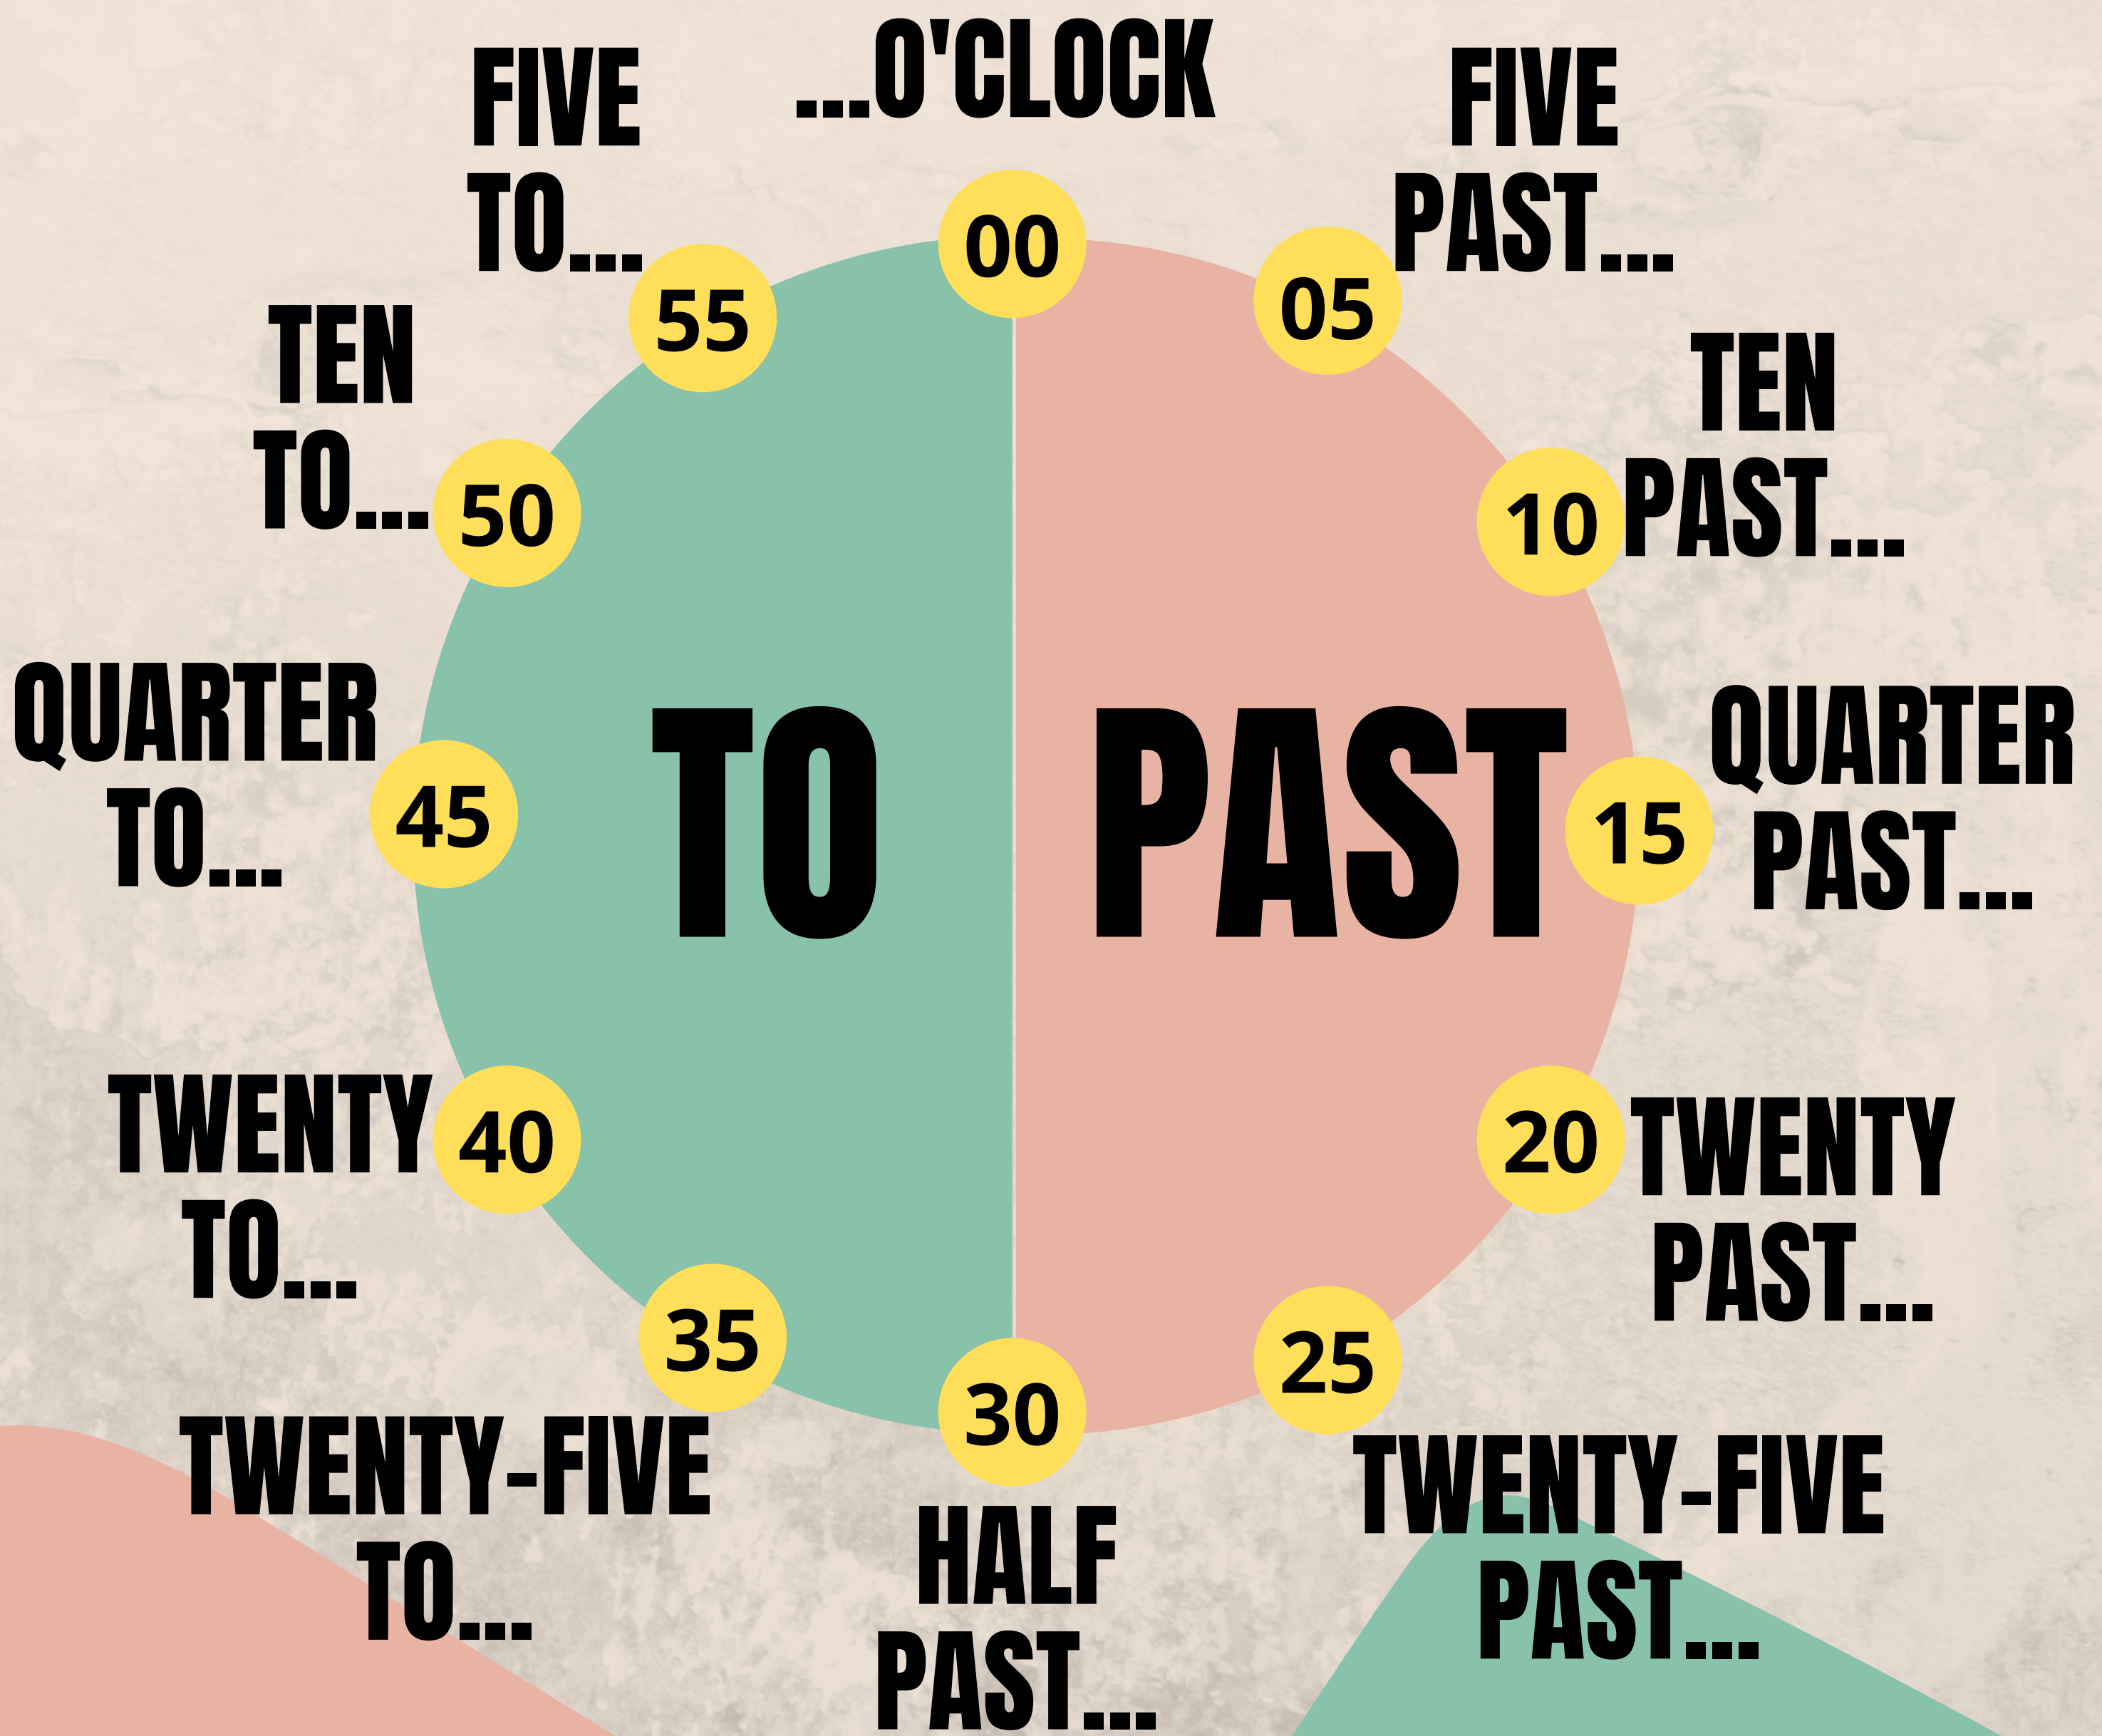 ...O'CLOCK
00
FIVE
PAST...
05
TEN
PAST...
10
QUARTER
PAST...
15
TWENTY
PAST...
20
TWENTY-FIVE
PAST...
25
HALF
PAST...
30
TWENTY-FIVE
TO...
35
TWENTY
TO...
40
QUARTER
TO...
45
TEN
TO...
50
FIVE
TO...
55
TO
PAST